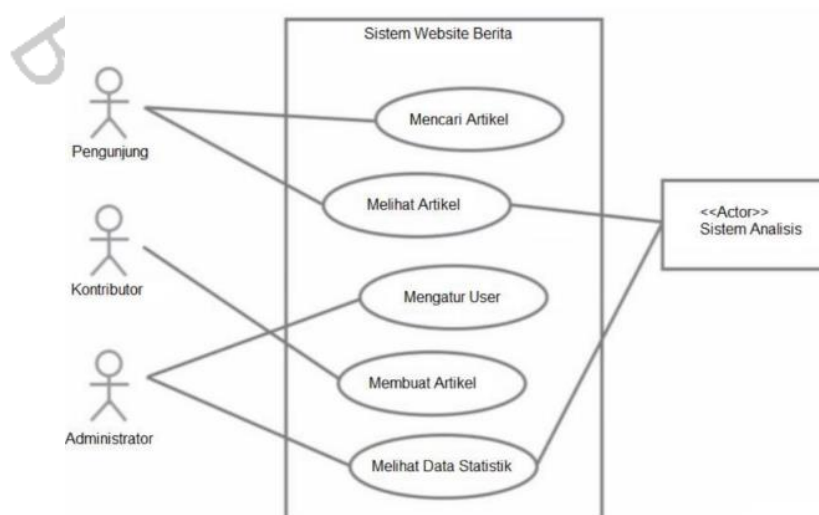 Sistem Website Berita
Mencari Artikel
Pengunjung
Melihat Artikel
<<Actor>>
Sistem Analisis
Kontributor
Mengatur User
Membuat Artikel
Administrator
Melihat Data Statistik